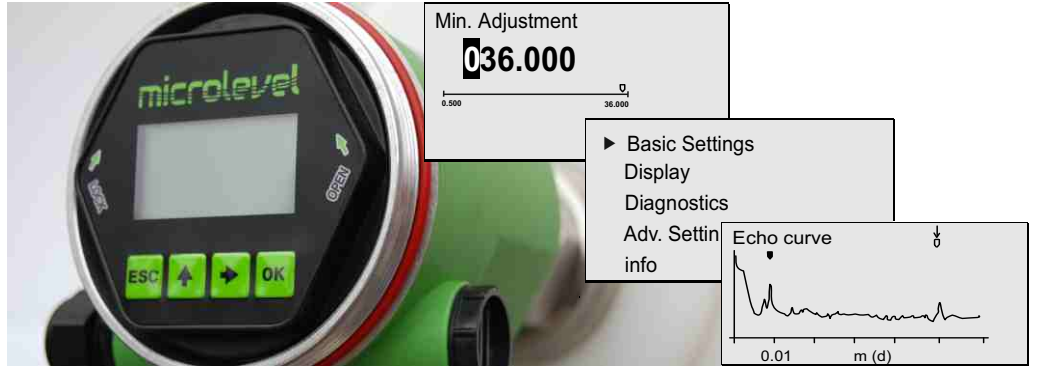 microlevel
LOCK
OPEN
ESC
OK
Min. Adjustment
036.000
0.500 36.000
Basic Settings
Display
Diagnostics
Adv. Settin
info
Echo curve
0.01 m (d)